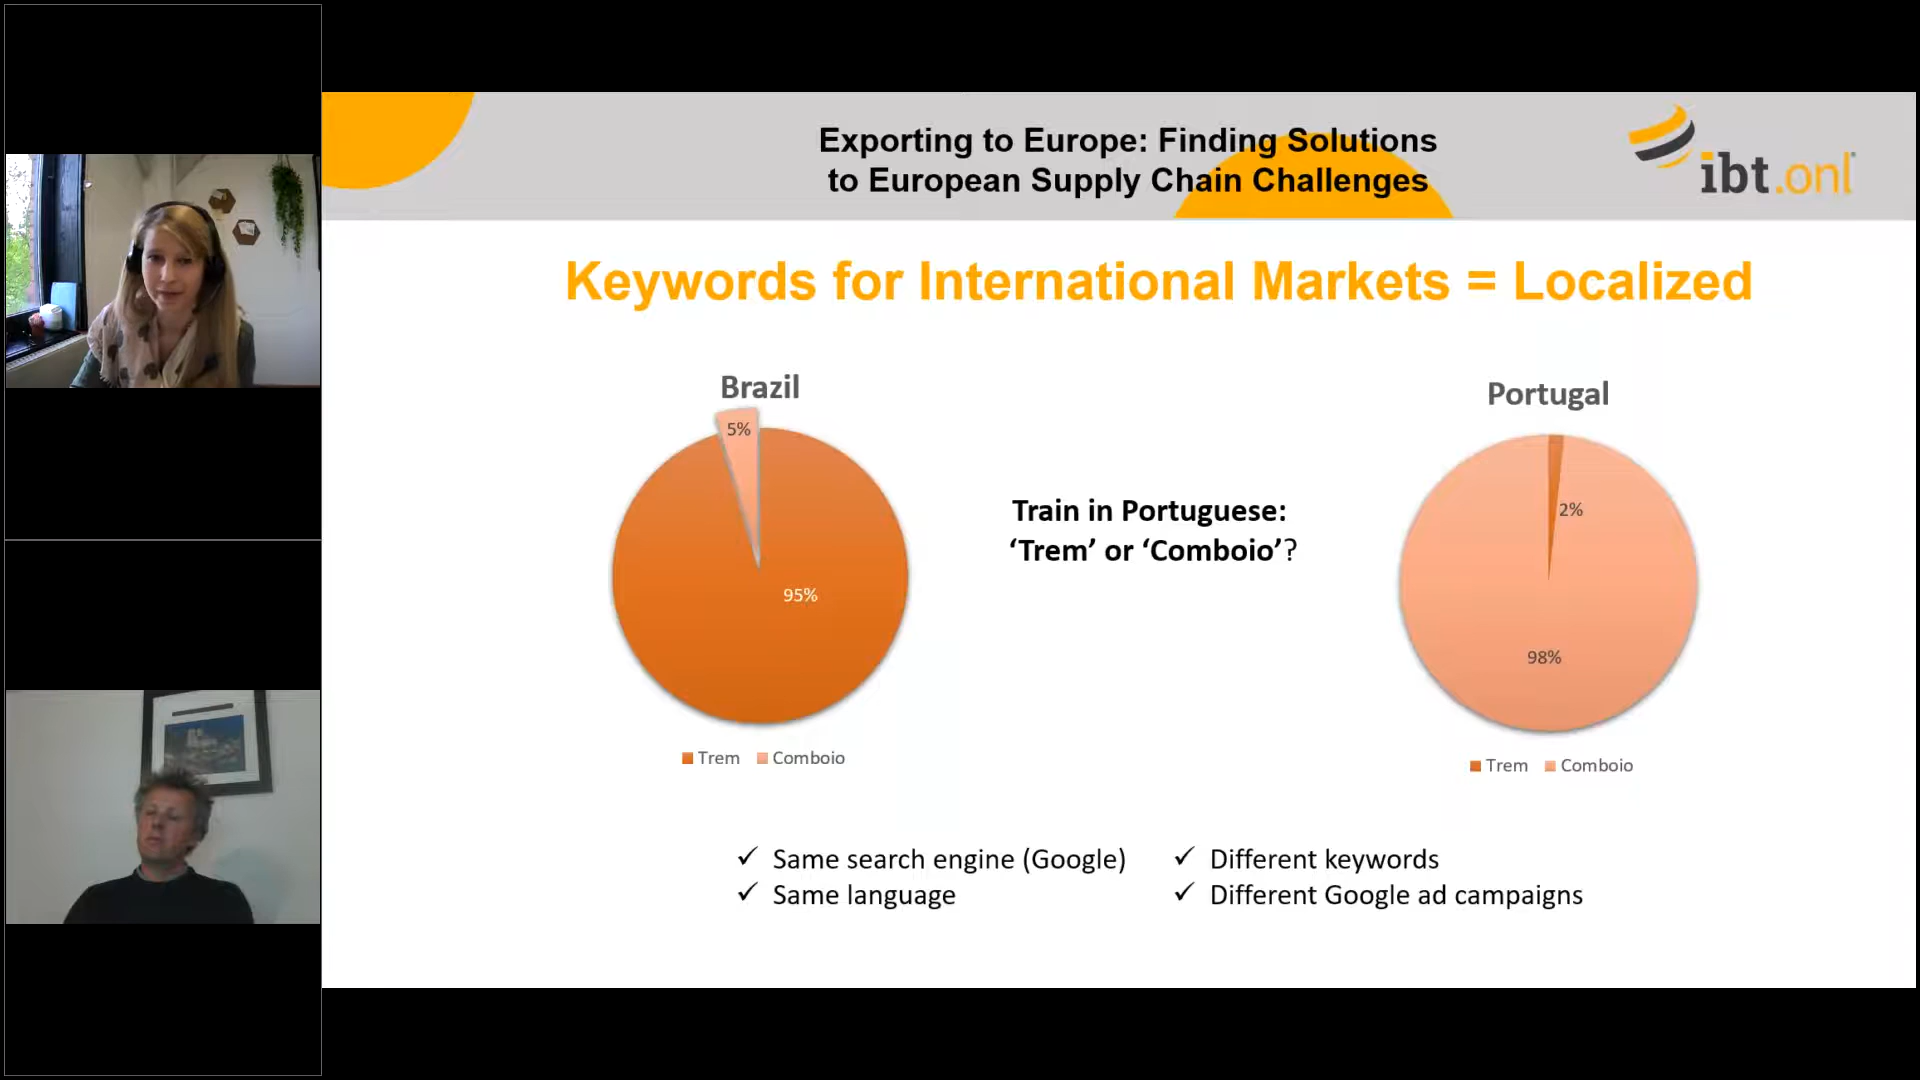 Exporting to Europe: Finding Solutions
to European Supply Chain Challenges
ibt.onl
Keywords for International Markets = Localized
Brazil
5%
95%
Trem Comboio
Train in Portuguese:
‘Trem’ or ‘Comboio’?
Portugal
2%
98%
Trem Comboio
✓ Same search engine (Google)
✓ Same language
✓ Different keywords
✓ Different Google ad campaigns